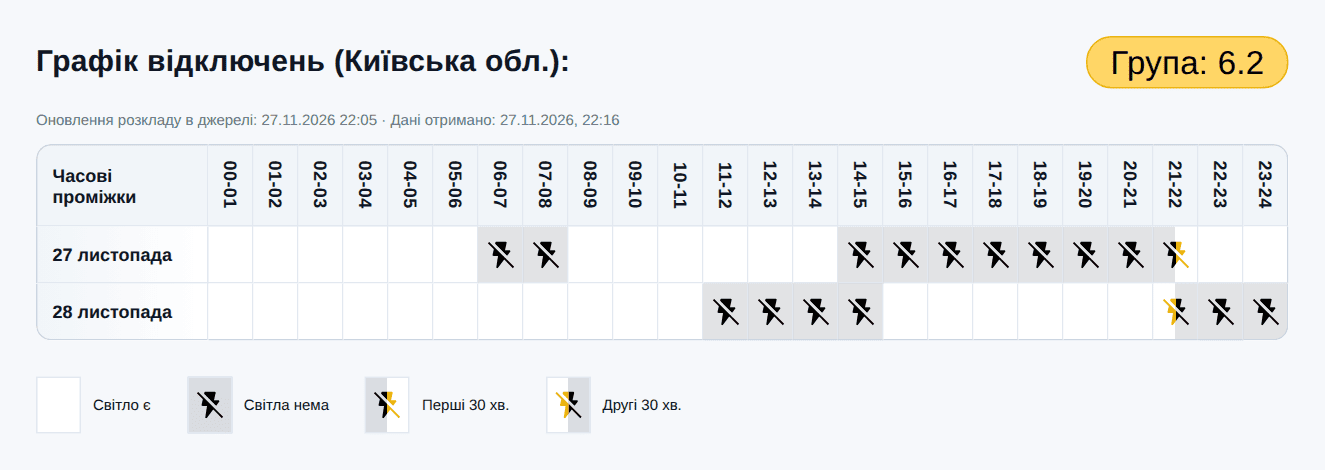 Графік відключень (Київська обл.):
Група: 6.2
Оновлення розкладу в джерелі: 27.11.2026 22:05 · Дані отримано: 27.11.2026, 22:16
Часові
проміжки
00-01 01-02 02-03 03-04 04-05 05-06 06-07 07-08 08-09 09-10 10-11 11-12 12-13 13-14 14-15 15-16 16-17 17-18 18-19 19-20 20-21 21-22 22-23 23-24
27 листопада
28 листопада
Світло є
Світла нема
Перші 30 хв.
Другі 30 хв.